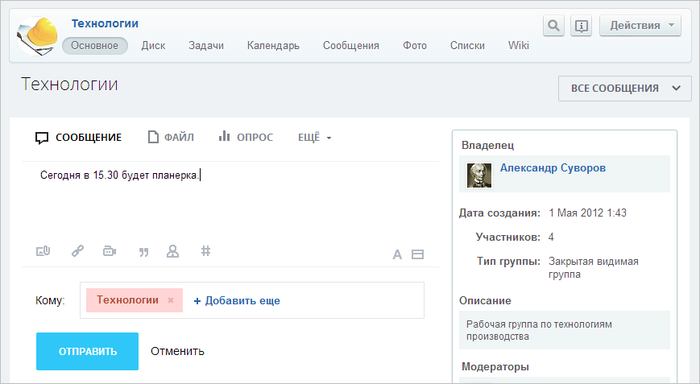 Технологии
Основное Диск Задачи Календарь Сообщения Фото Списки Wiki
Действия
Технологии
ВСЕ СООБЩЕНИЯ
СООБЩЕНИЕ ФАЙЛ ОПРОС ЕЩЁ
Сегодня в 15.30 будет планерка.
A
Кому: Технологии × + Добавить еще
ОТПРАВИТЬ Отменить
Владелец
Александр Суворов
Дата создания: 1 Мая 2012 1:43
Участников: 4
Тип группы: Закрытая видимая
группа
Описание
Рабочая группа по технологиям
производства
Модераторы